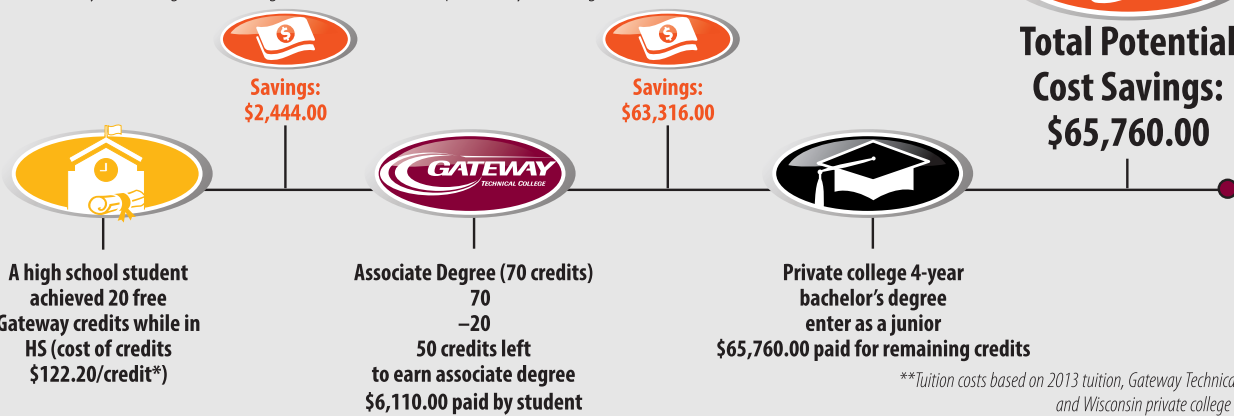 Savings:
$2,444.00
Savings:
$63,316.00
Total Potential
Cost Savings:
$65,760.00
GATEWAY
TECHNICAL COLLEGE
A high school student
achieved 20 free
Gateway credits while in
HS (cost of credits
$122.20/credit*)
Associate Degree (70 credits)
70
–20
50 credits left
to earn associate degree
$6,110.00 paid by student
Private college 4-year
bachelor's degree
enter as a junior
$65,760.00 paid for remaining credits
**Tuition costs based on 2013 tuition, Gateway Technical
and Wisconsin private college